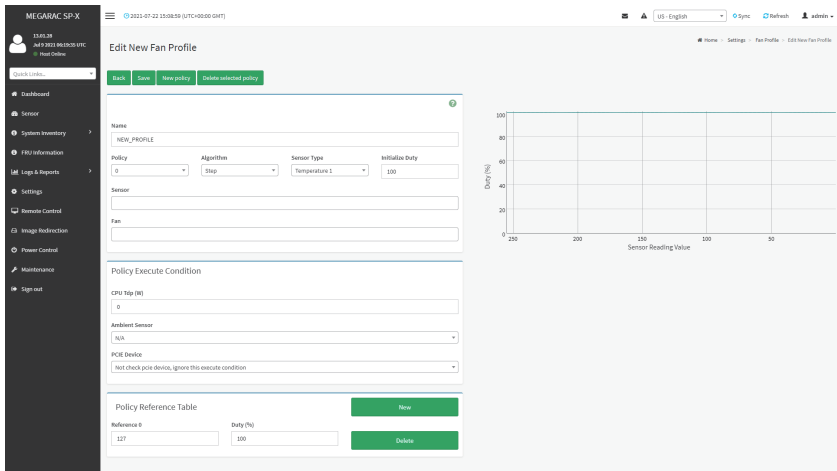 MEGARAC SP-X
2021-07-22 15:08:59 (UTC+00:00 GMT)
US - English
Sync
Refresh
admin
13.01.26
Jul 9 2021 06:19:35 UTC
Host Online
Quick Links...
Dashboard
Sensor
System Inventory
FRU Information
Logs & Reports
Settings
Remote Control
Image Redirection
Power Control
Maintenance
Sign out
Edit New Fan Profile
Home > Settings > Fan Profile > Edit New Fan Profile
Back Save New policy Delete selected policy
Name
NEW_PROFILE
Policy Algorithm Sensor Type Initialize Duty
0 Step Temperature 1 100
Sensor
Fan
Policy Execute Condition
CPU Tdp (W)
0
Ambient Sensor
N/A
PCIE Device
Not check pcie device, ignore this execute condition
Policy Reference Table
New
Reference 0 Duty (%)
127 100
Delete
100
80
60
40
20
0
Duty (%)
250 200 150 100 50
Sensor Reading Value